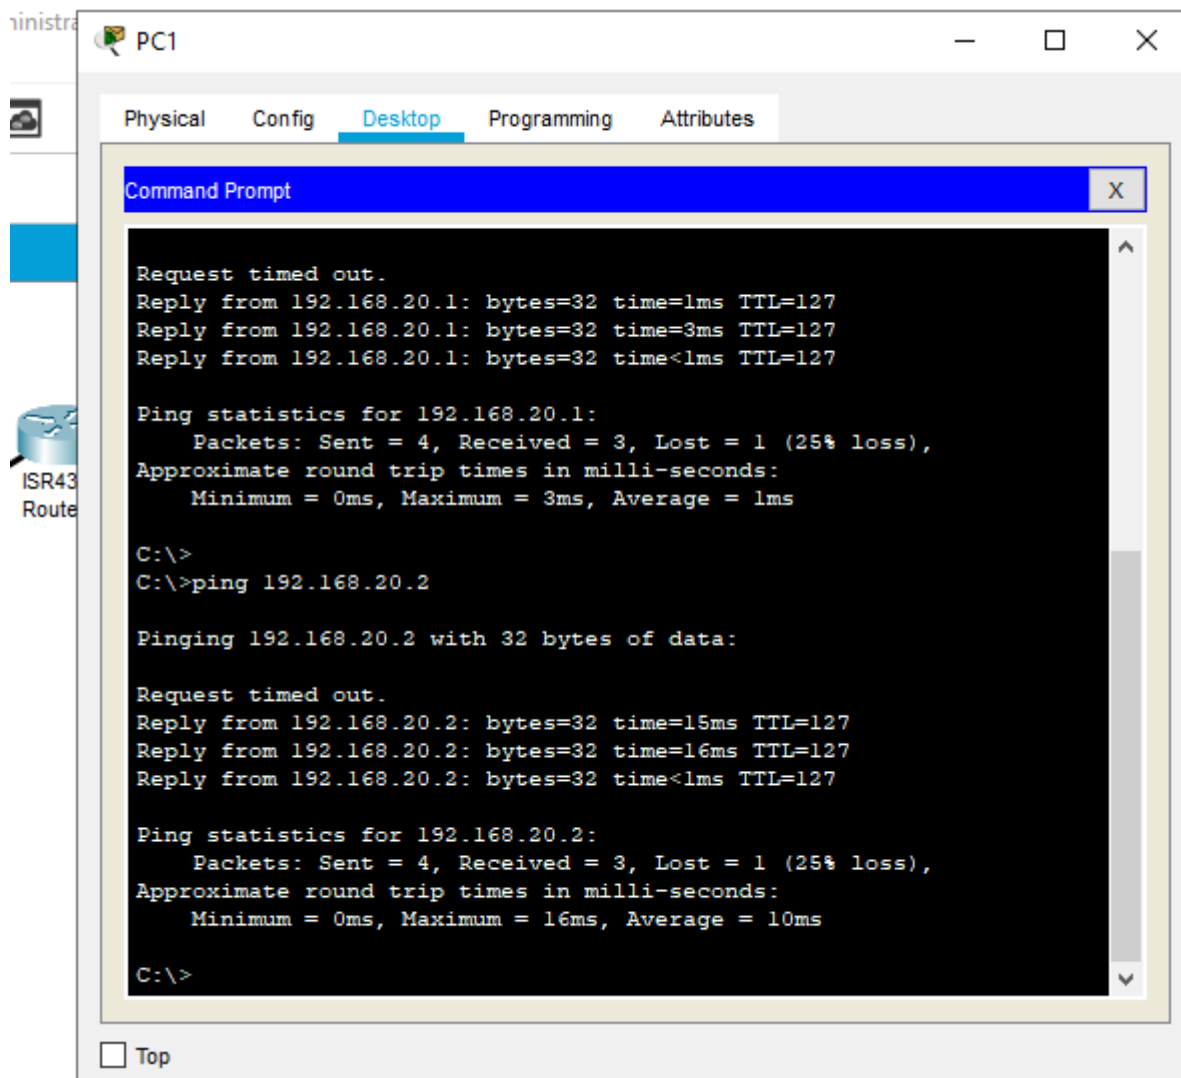 ninistra
PC1
Physical Config Desktop Programming Attributes
Command Prompt
X
Request timed out.
Reply from 192.168.20.1: bytes=32 time=1ms TTL=127
Reply from 192.168.20.1: bytes=32 time=3ms TTL=127
Reply from 192.168.20.1: bytes=32 time<1ms TTL=127
Ping statistics for 192.168.20.1:
Packets: Sent = 4, Received = 3, Lost = 1 (25% loss),
Approximate round trip times in milli-seconds:
Minimum = 0ms, Maximum = 3ms, Average = 1ms
C:\>
C:\>ping 192.168.20.2
Pinging 192.168.20.2 with 32 bytes of data:
Request timed out.
Reply from 192.168.20.2: bytes=32 time=15ms TTL=127
Reply from 192.168.20.2: bytes=32 time=16ms TTL=127
Reply from 192.168.20.2: bytes=32 time<1ms TTL=127
Ping statistics for 192.168.20.2:
Packets: Sent = 4, Received = 3, Lost = 1 (25% loss),
Approximate round trip times in milli-seconds:
Minimum = 0ms, Maximum = 16ms, Average = 10ms
C:\>
ISR43
Route
Top